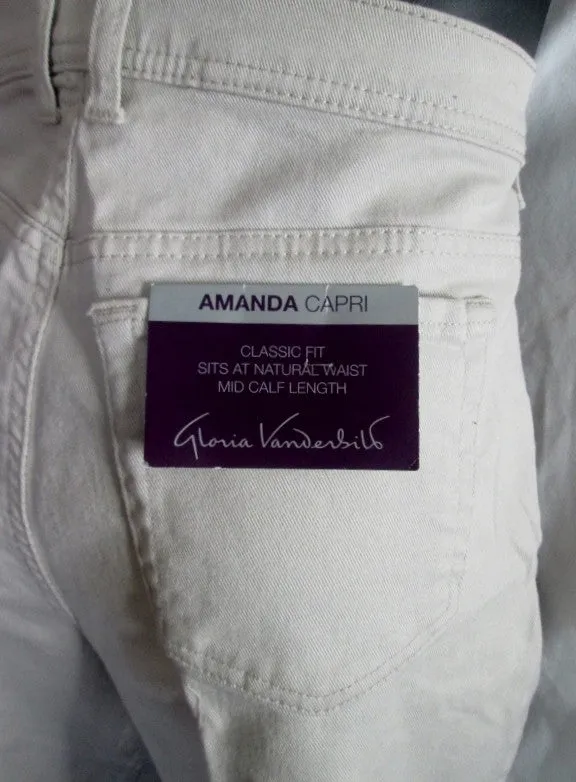 AMANDA CAPRI
CLASSIC FIT
SITS AT NATURAL WAIST
MID CALF LENGTH
Gloria Vanderbilt